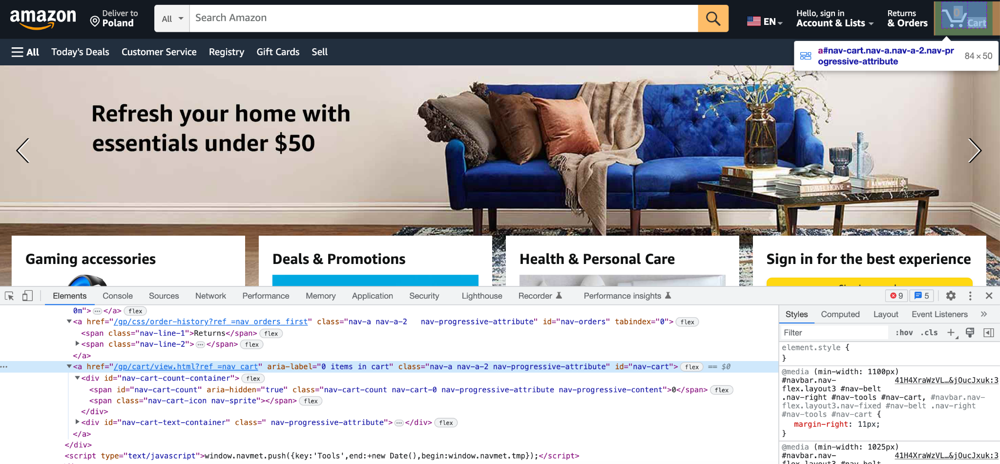 amazon
Deliver to
Poland
All
Search Amazon
EN
Hello, sign in
Account & Lists
Returns
& Orders
0
Cart
All Today's Deals Customer Service Registry Gift Cards Sell
a#nav-cart.nav-a.nav-a-2.nav-pr
ogressive-attribute
84 × 50
Refresh your home with
essentials under $50
TRAVEL HOME
Gaming accessories
Deals & Promotions
Health & Personal Care
Sign in for the best experience
Elements Console Sources Network Performance Memory Application Security Lighthouse Recorder Performance insights 9 5
0m">…</a> flex
<a href="/gp/css/order-history?ref_=nav_orders_first" class="nav-a nav-a-2   nav-progressive-attribute" id="nav-orders" tabindex="0"> flex
<span class="nav-line-1">Returns</span> flex
<span class="nav-line-2">…</span> flex
</a>
… <a href="/gp/cart/view.html?ref_=nav_cart" aria-label="0 items in cart" class="nav-a nav-a-2 nav-progressive-attribute" id="nav-cart"> flex == $0
<div id="nav-cart-count-container"> flex
<span id="nav-cart-count" aria-hidden="true" class="nav-cart-count nav-cart-0 nav-progressive-attribute nav-progressive-content">0</span> flex
<span class="nav-cart-icon nav-sprite"></span> flex
</div>
<div id="nav-cart-text-container" class=" nav-progressive-attribute">…</div> flex
</a>
</div>
<script type="text/javascript">window.navmet.push({key:'Tools',end:+new Date(),begin:window.navmet.tmp});</script>
Styles Computed Layout Event Listeners »
Filter :hov .cls +
element.style {
}
@media (min-width: 1100px)
#navbar.nav- 41H4XraWzVL…&jOucJxuk:3
flex.layout3 #nav-belt
.nav-right #nav-tools #nav-cart, #navbar.nav-
flex.layout3.nav-fixed #nav-belt .nav-right
#nav-tools #nav-cart {
margin-right: 11px;
}
@media (min-width: 1025px)
#navbar.nav- 41H4XraWzVL…&jOucJxuk:3
flex.layout3 #nav-belt